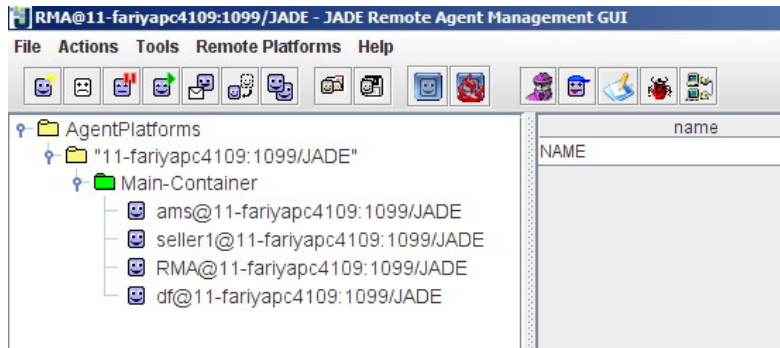 RMA@11-fariyapc4109:1099/JADE - JADE Remote Agent Management GUI
File Actions Tools Remote Platforms Help
AgentPlatforms
"11-fariyapc4109:1099/JADE"
Main-Container
ams@11-fariyapc4109:1099/JADE
seller1@11-fariyapc4109:1099/JADE
RMA@11-fariyapc4109:1099/JADE
df@11-fariyapc4109:1099/JADE
name
NAME